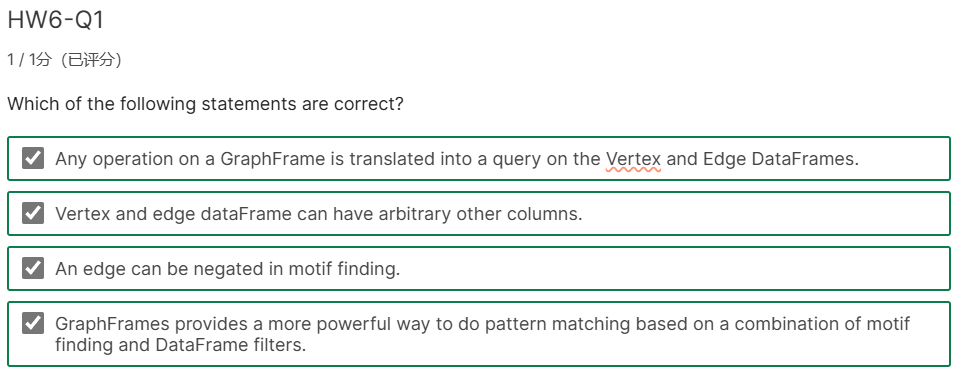 HW6-Q1
1 / 1分 (已评分)
Which of the following statements are correct?
Any operation on a GraphFrame is translated into a query on the Vertex and Edge DataFrames.
Vertex and edge dataFrame can have arbitrary other columns.
An edge can be negated in motif finding.
GraphFrames provides a more powerful way to do pattern matching based on a combination of motif
finding and DataFrame filters.